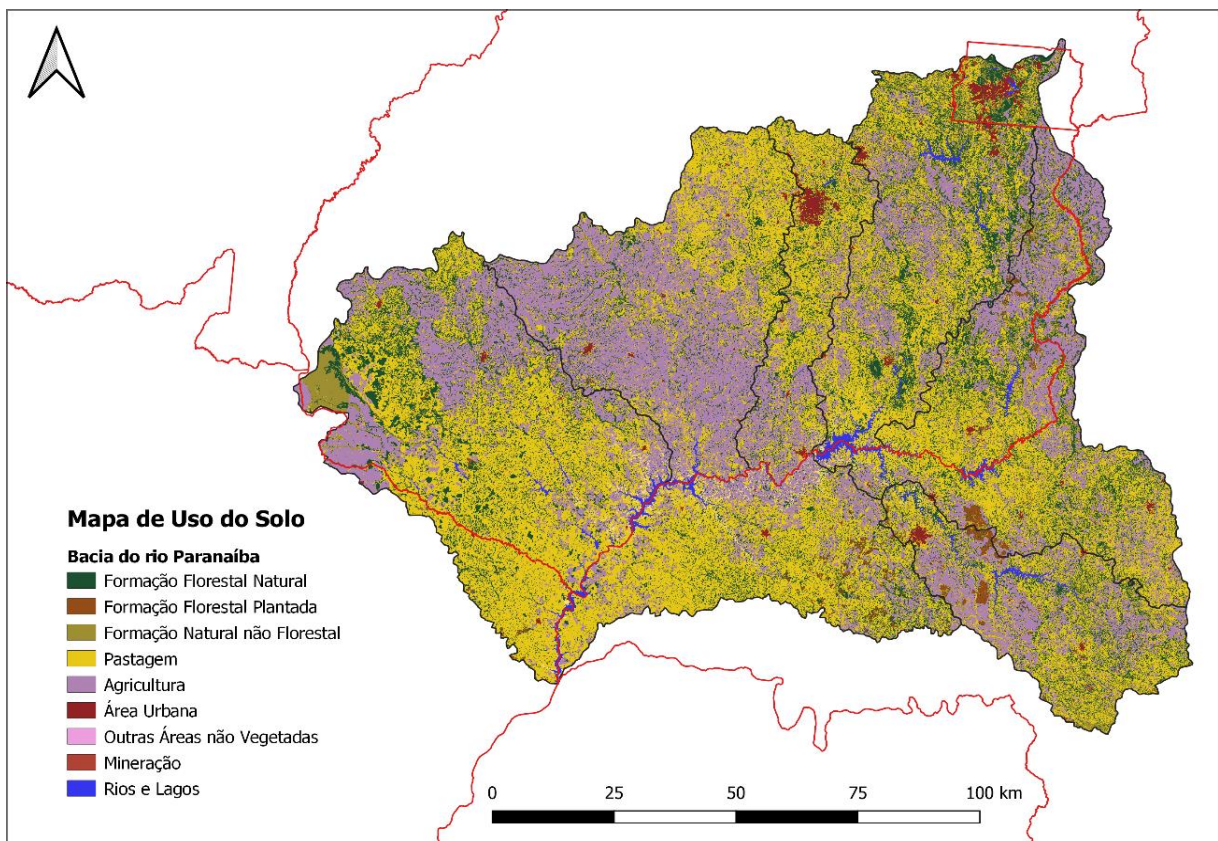 Mapa de Uso do Solo
Bacia do rio Paranaíba
Formação Florestal Natural
Formação Florestal Plantada
Formação Natural não Florestal
Pastagem
Agricultura
Área Urbana
Outras Áreas não Vegetadas
Mineração
Rios e Lagos
0 25 50 75 100 km